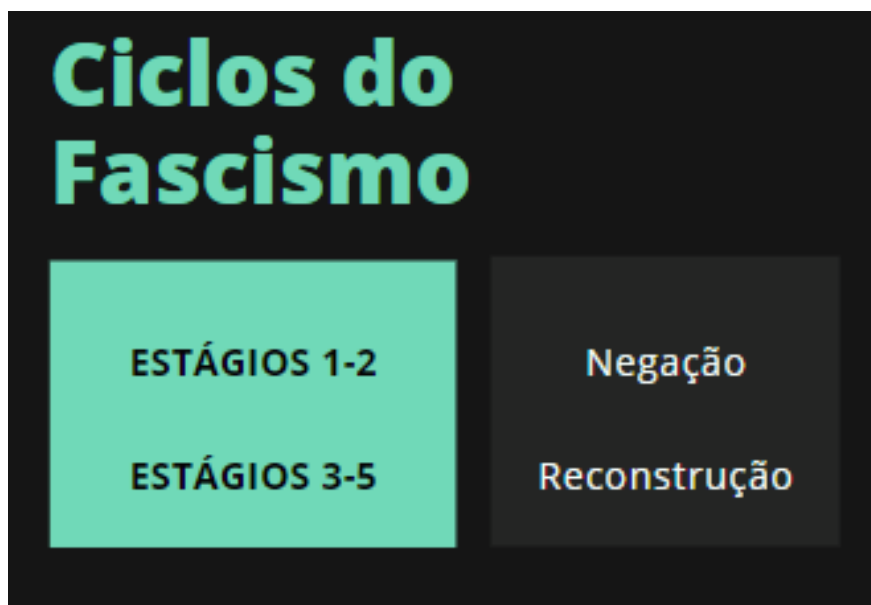 Ciclos do
Fascismo
ESTÁGIOS 1-2
Negação
ESTÁGIOS 3-5
Reconstrução